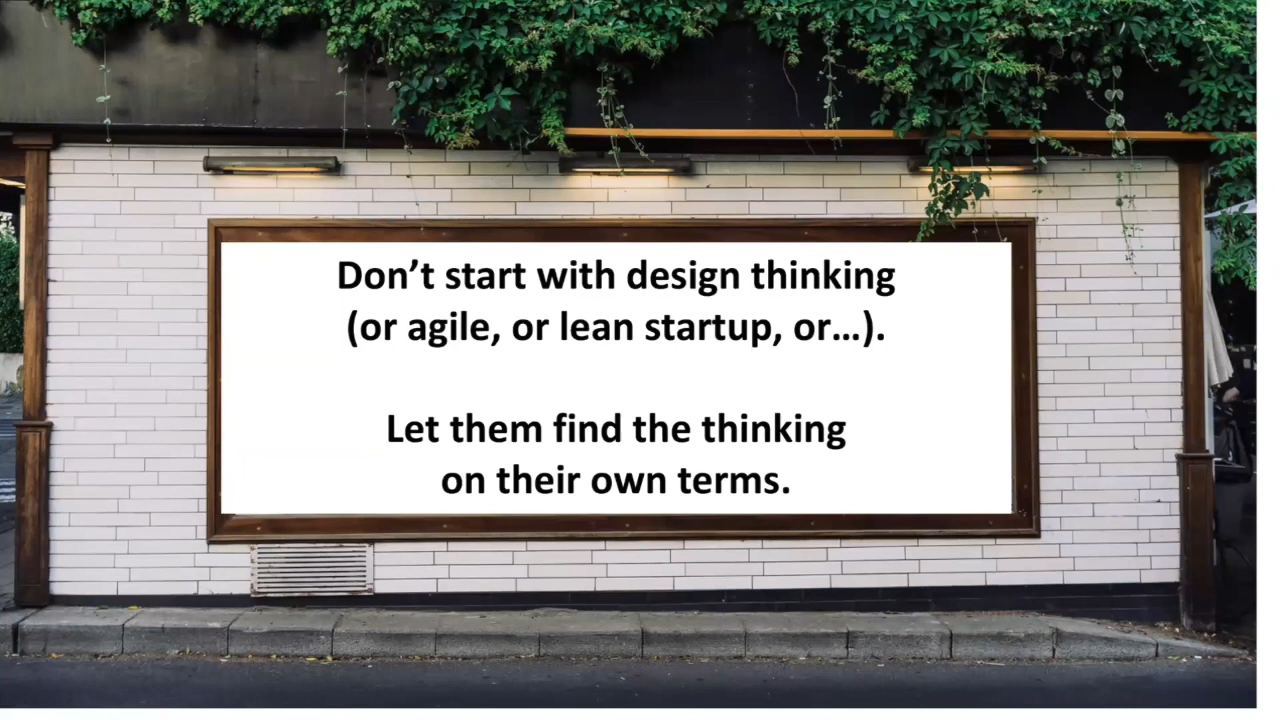 Don’t start with design thinking
(or agile, or lean startup, or…).
Let them find the thinking
on their own terms.